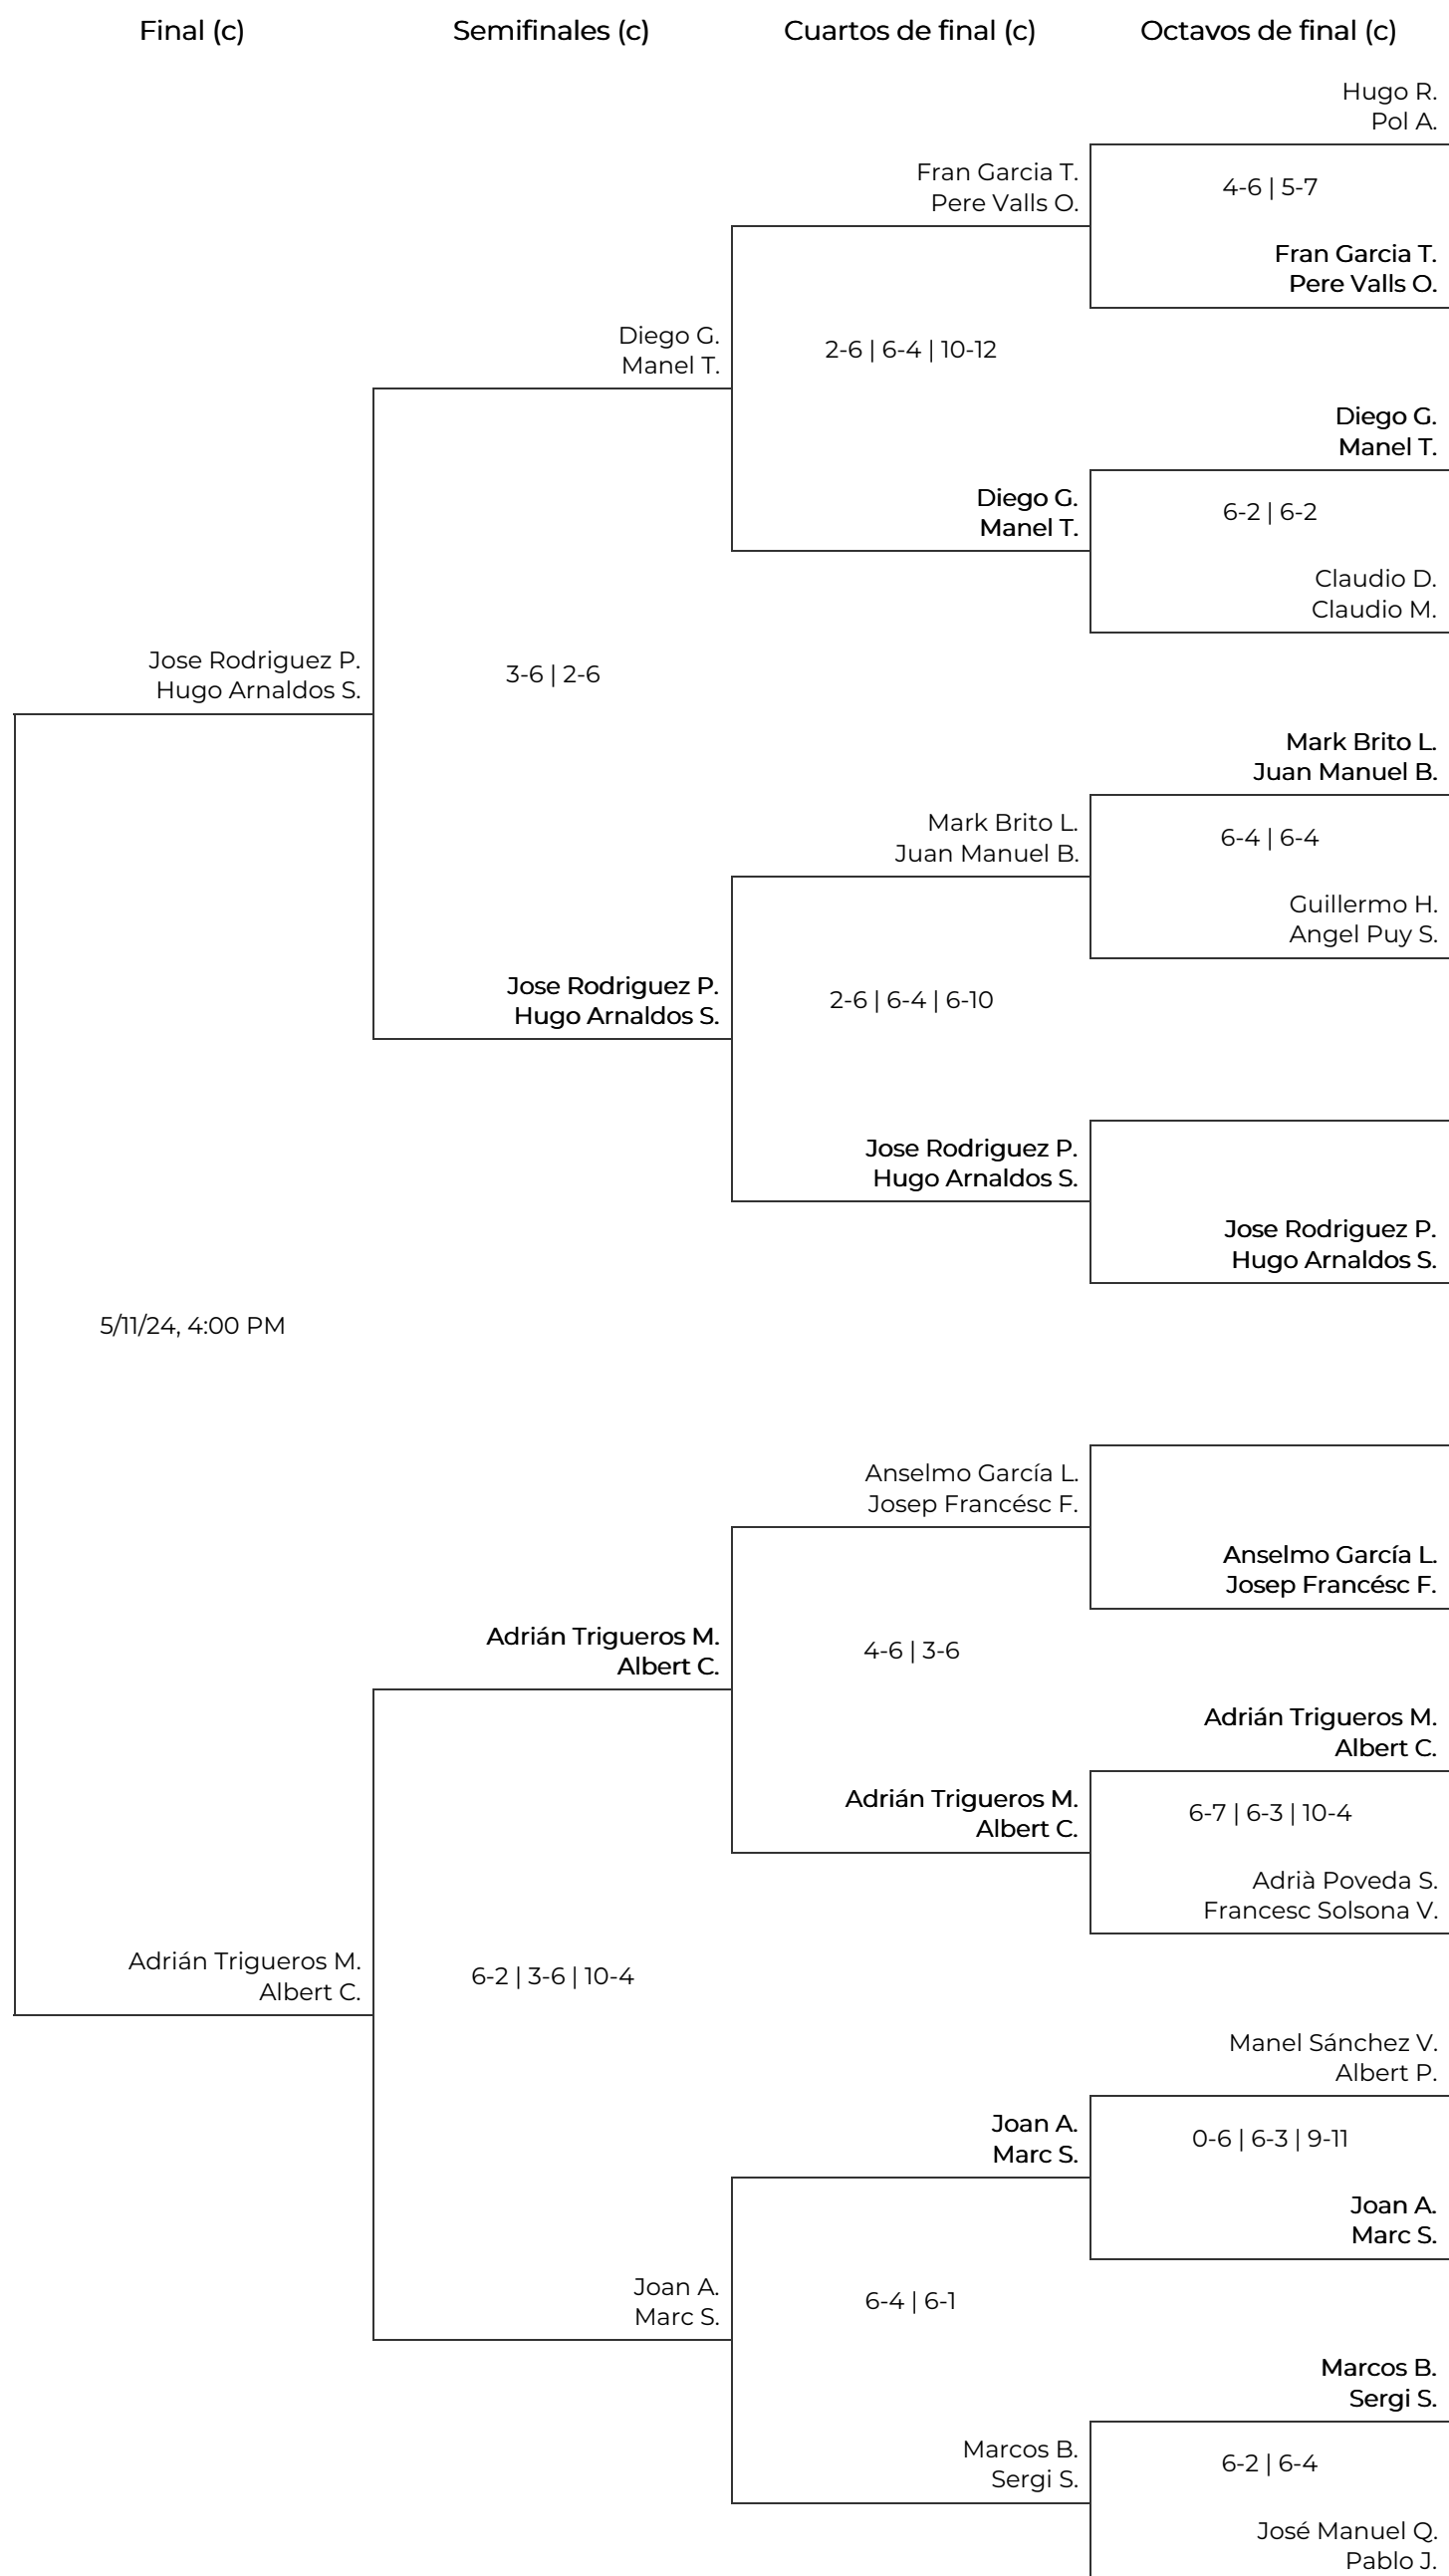 Final (c)
Semifinales (c)
Cuartos de final (c)
Octavos de final (c)
Hugo R.
Pol A.
Fran Garcia T.
Pere Valls O.
4-6 | 5-7
Fran Garcia T.
Pere Valls O.
Diego G.
Manel T.
2-6 | 6-4 | 10-12
Diego G.
Manel T.
Diego G.
Manel T.
6-2 | 6-2
Claudio D.
Claudio M.
Jose Rodriguez P.
Hugo Arnaldos S.
3-6 | 2-6
Mark Brito L.
Juan Manuel B.
Mark Brito L.
Juan Manuel B.
6-4 | 6-4
Guillermo H.
Angel Puy S.
Jose Rodriguez P.
Hugo Arnaldos S.
2-6 | 6-4 | 6-10
Jose Rodriguez P.
Hugo Arnaldos S.
Jose Rodriguez P.
Hugo Arnaldos S.
5/11/24, 4:00 PM
Anselmo García L.
Josep Francésc F.
Anselmo García L.
Josep Francésc F.
Adrián Trigueros M.
Albert C.
4-6 | 3-6
Adrián Trigueros M.
Albert C.
Adrián Trigueros M.
Albert C.
6-7 | 6-3 | 10-4
Adrià Poveda S.
Francesc Solsona V.
Adrián Trigueros M.
Albert C.
6-2 | 3-6 | 10-4
Manel Sánchez V.
Albert P.
Joan A.
Marc S.
0-6 | 6-3 | 9-11
Joan A.
Marc S.
Joan A.
Marc S.
6-4 | 6-1
Marcos B.
Sergi S.
Marcos B.
Sergi S.
6-2 | 6-4
José Manuel Q.
Pablo J.